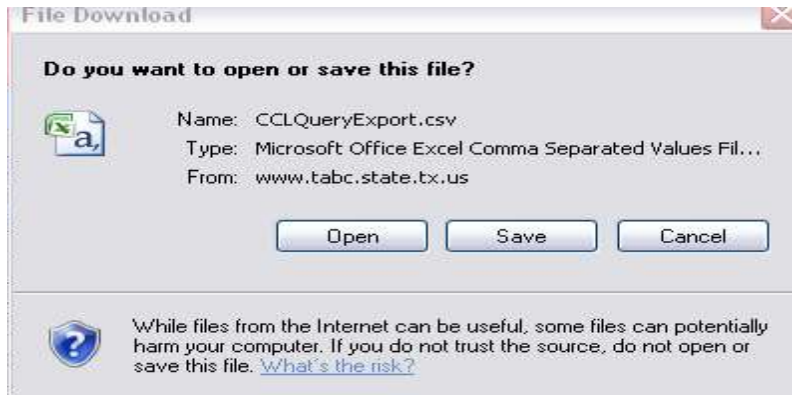 File Download
Do you want to open or save this file?
a,
Name: CCLQueryExport.csv
Type: Microsoft Office Excel Comma Separated Values Fil...
From: www.tabc.state.tx.us
Open Save Cancel
While files from the Internet can be useful, some files can potentially
harm your computer. If you do not trust the source, do not open or
save this file. What's the risk?